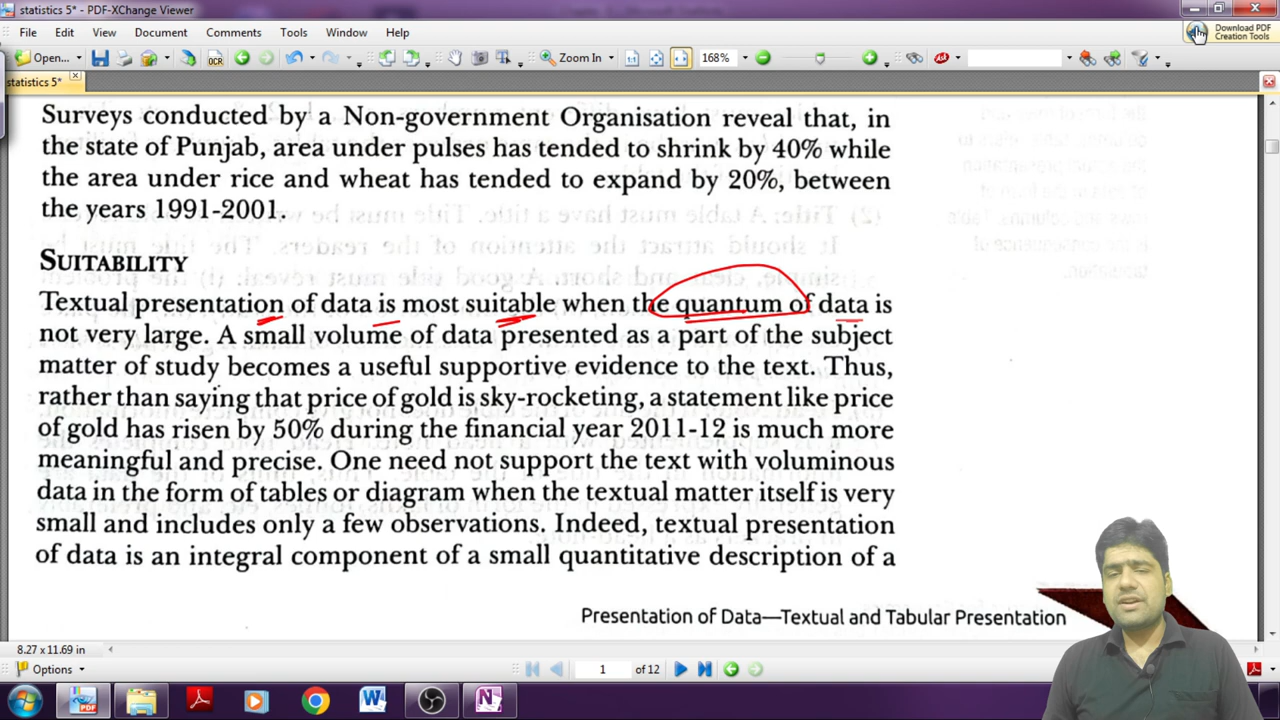 statistics 5* - PDF-XChange Viewer
File Edit View Document Comments Tools Window Help
Download PDF
Creation Tools
Open... OCR Zoom In 168%
statistics 5*
Surveys conducted by a Non-government Organisation reveal that, in
the state of Punjab, area under pulses has tended to shrink by 40% while
the area under rice and wheat has tended to expand by 20%, between
the years 1991-2001.
SUITABILITY
Textual presentation of data is most suitable when the quantum of data is
not very large. A small volume of data presented as a part of the subject
matter of study becomes a useful supportive evidence to the text. Thus,
rather than saying that price of gold is sky-rocketing, a statement like price
of gold has risen by 50% during the financial year 2011-12 is much more
meaningful and precise. One need not support the text with voluminous
data in the form of tables or diagram when the textual matter itself is very
small and includes only a few observations. Indeed, textual presentation
of data is an integral component of a small quantitative description of a
Presentation of Data—Textual and Tabular Presentation
8.27 x 11.69 in
Options 1 of 12